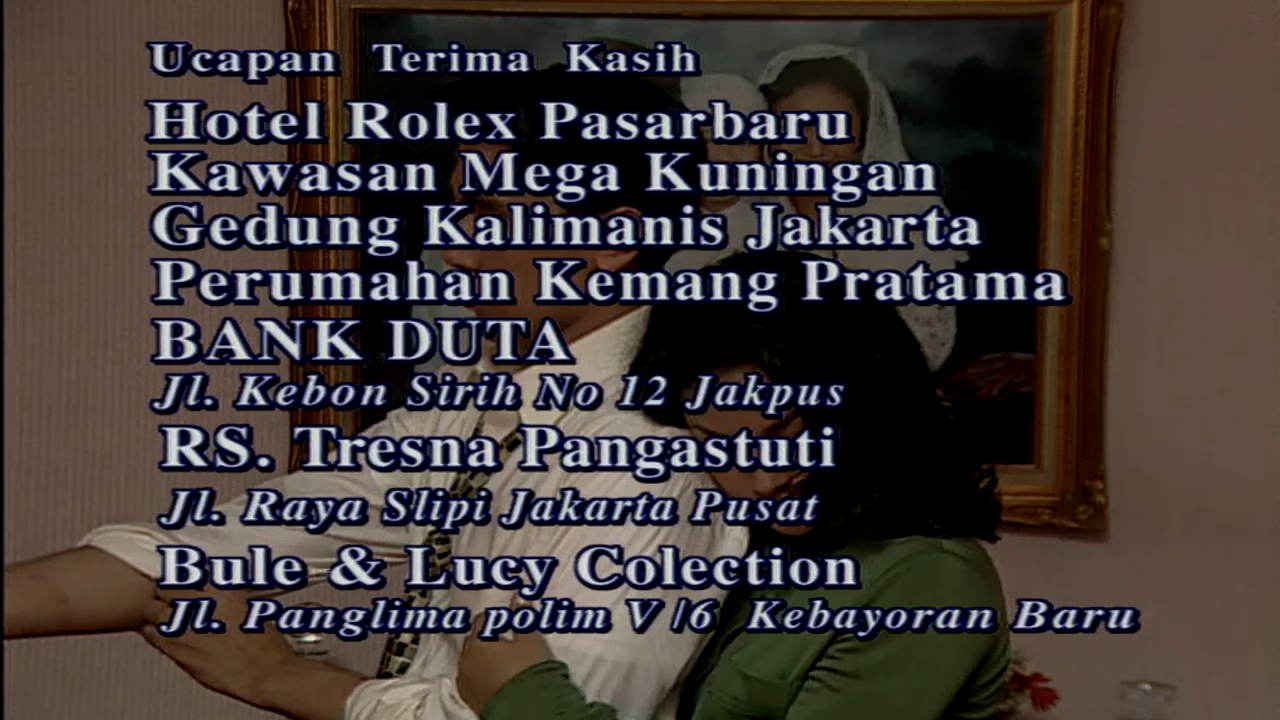 Ucapan Terima Kasih
Hotel Rolex Pasarbaru
Kawasan Mega Kuningan
Gedung Kalimanis Jakarta
Perumahan Kemang Pratama
BANK DUTA
Jl. Kebon Sirih No 12 Jakpus
RS. Tresna Pangastuti
Jl. Raya Slipi Jakarta Pusat
Bule & Lucy Colection
Jl. Panglima polim V /6 Kebayoran Baru